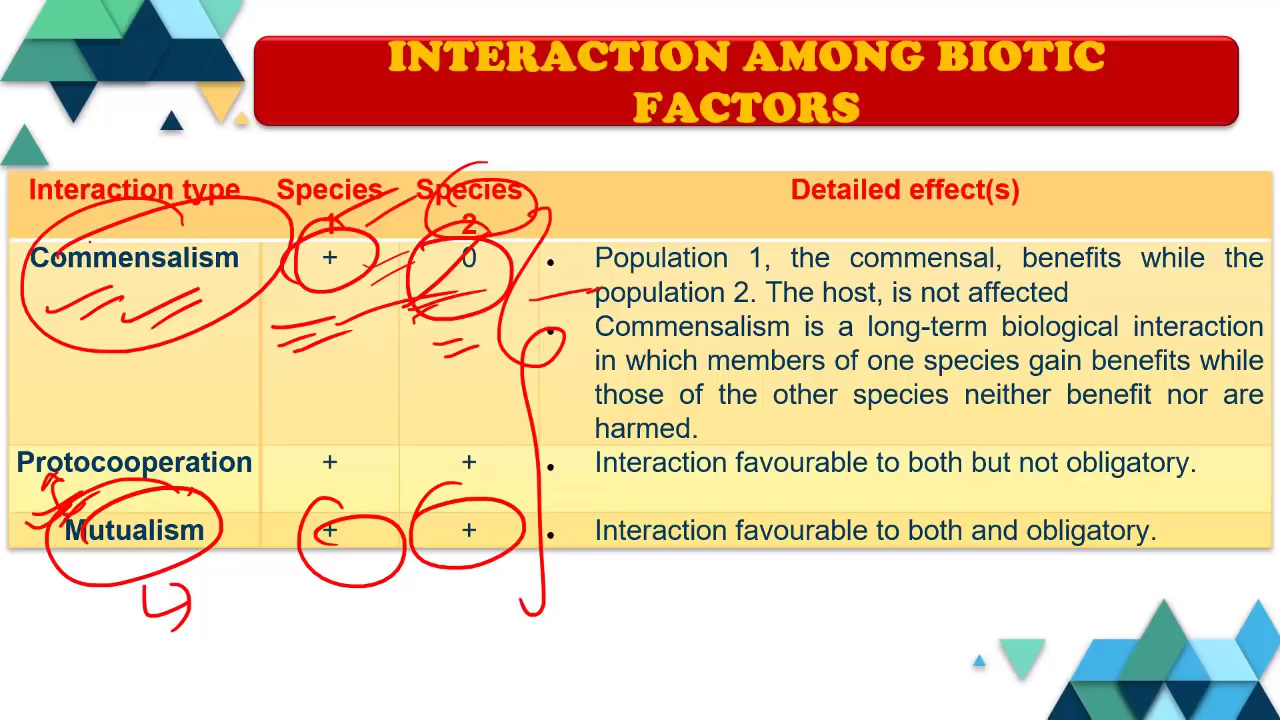 INTERACTION AMONG BIOTIC
FACTORS
Interaction type Species 1 Species 2 Detailed effect(s)
Commensalism + 0 • Population 1, the commensal, benefits while the
population 2. The host, is not affected
• Commensalism is a long-term biological interaction
in which members of one species gain benefits while
those of the other species neither benefit nor are
harmed.
Protocooperation + + • Interaction favourable to both but not obligatory.
Mutualism + + • Interaction favourable to both and obligatory.